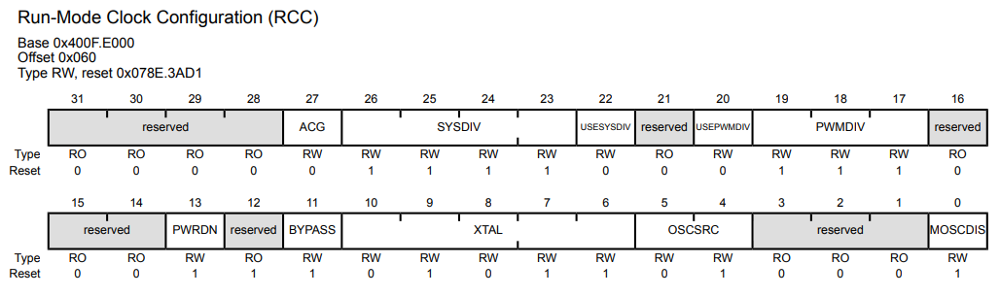 Run-Mode Clock Configuration (RCC)
Base 0x400F.E000
Offset 0x060
Type RW, reset 0x078E.3AD1
31 30 29 28 27 26 25 24 23 22 21 20 19 18 17 16
reserved ACG SYSDIV USESYSDIV reserved USEPWMDIV PWMDIV reserved
Type RO RO RO RO RW RW RW RW RW RW RO RW RW RW RW RO
Reset 0 0 0 0 0 1 1 1 1 0 0 0 1 1 1 0
15 14 13 12 11 10 9 8 7 6 5 4 3 2 1 0
reserved PWRDN reserved BYPASS XTAL OSCSRC reserved MOSCDIS
Type RO RO RW RO RW RW RW RW RW RW RW RW RO RO RO RW
Reset 0 0 1 1 1 0 1 0 1 1 0 1 0 0 0 1